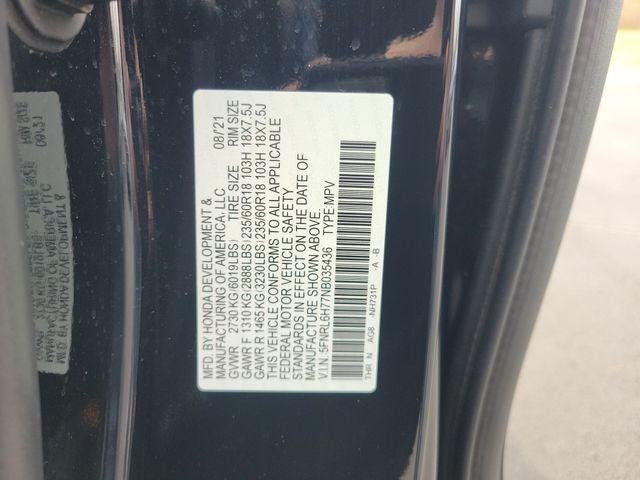 MFD. BY HONDA DEVELOPMENT &
MANUFACTURING OF AMERICA, LLC 08/21
GVWR 2730 KG(6019LBS) TIRE SIZE RIM SIZE
GAWR F 1310 KG(2888LBS)235/60R18 103H 18X7.5J
GAWR R 1465 KG(3230LBS)235/60R18 103H 18X7.5J
THIS VEHICLE CONFORMS TO ALL APPLICABLE
FEDERAL MOTOR VEHICLE SAFETY
STANDARDS IN EFFECT ON THE DATE OF
MANUFACTURE SHOWN ABOVE.
V.I.N. 5FNRL6H77NB035436 TYPE:MPV
THR N AG8 -NH731P -A -B